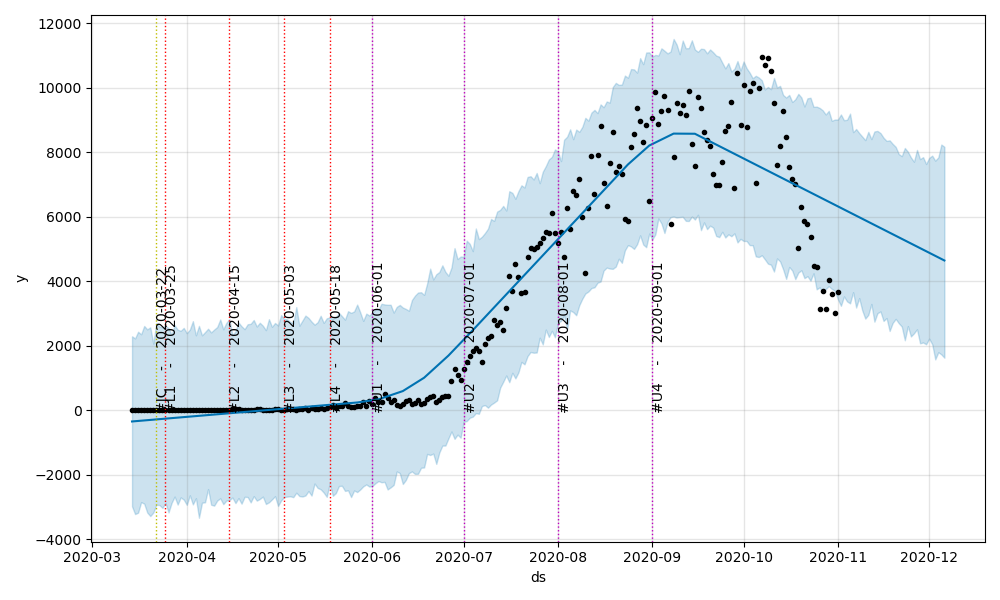 12000
10000
8000
6000
4000
2000
0
−2000
−4000
y
#JC - 2020-03-22
#L1 - 2020-03-25
#L2 - 2020-04-15
#L3 - 2020-05-03
#L4 - 2020-05-18
#U1 - 2020-06-01
#U2 - 2020-07-01
#U3 - 2020-08-01
#U4 - 2020-09-01
2020-03
2020-04
2020-05
2020-06
2020-07
2020-08
2020-09
2020-10
2020-11
2020-12
ds